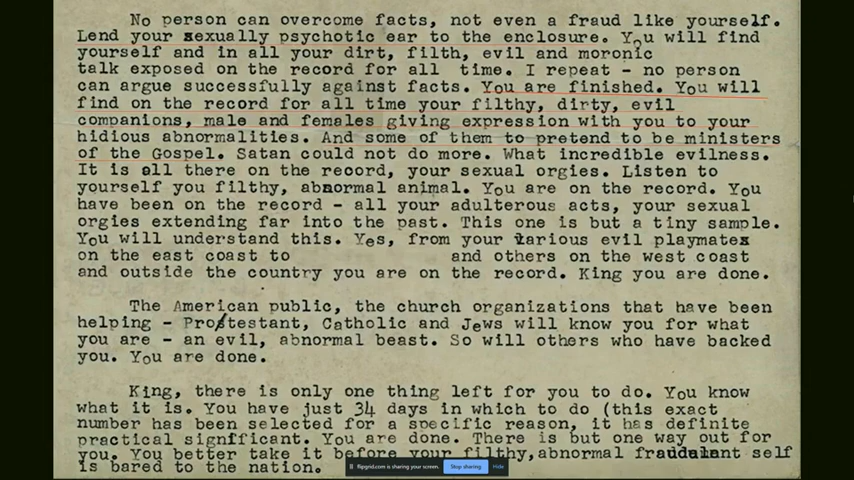 No person can overcome facts, not even a fraud like yourself.
Lend your sexually psychotic ear to the enclosure. You will find
yourself and in all your dirt, filth, evil and moronic
talk exposed on the record for all time. I repeat - no person
can argue successfully against facts. You are finished. You will
find on the record for all time your filthy, dirty, evil
companions, male and females giving expression with you to your
hidious abnormalities. And some of them to pretend to be ministers
of the Gospel. Satan could not do more. What incredible evilness.
It is all there on the record, your sexual orgies. Listen to
yourself you filthy, abnormal animal. You are on the record. You
have been on the record - all your adulterous acts, your sexual
orgies extending far into the past. This one is but a tiny sample.
You will understand this. Yes, from your various evil playmates
on the east coast to and others on the west coast
and outside the country you are on the record. King you are done.
The American public, the church organizations that have been
helping - Protestant, Catholic and Jews will know you for what
you are - an evil, abnormal beast. So will others who have backed
you. You are done.
King, there is only one thing left for you to do. You know
what it is. You have just 34 days in which to do (this exact
number has been selected for a specific reason, it has definite
practical significant. You are done. There is but one way out for
you. You better take it before your filthy, abnormal fraudulent self
is bared to the nation.
flipgrid.com is sharing your screen. Stop sharing Hide